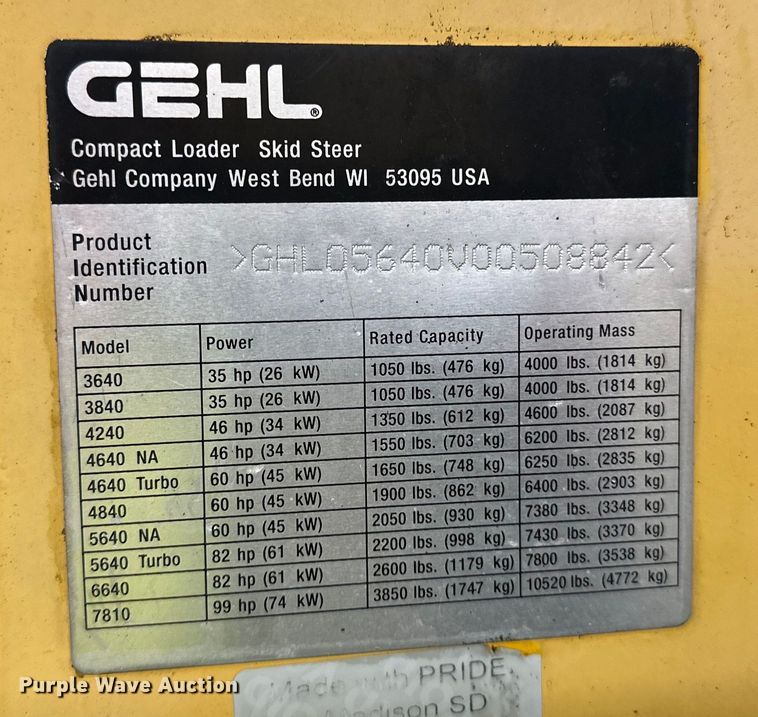 GEHL®
Compact Loader Skid Steer
Gehl Company West Bend WI 53095 USA
Product
Identification
Number
>GHL05640V00508842<
Model Power Rated Capacity Operating Mass
3640 35 hp (26 kW) 1050 lbs. (476 kg) 4000 lbs. (1814 kg)
3840 35 hp (26 kW) 1050 lbs. (476 kg) 4000 lbs. (1814 kg)
4240 46 hp (34 kW) 1350 lbs. (612 kg) 4600 lbs. (2087 kg)
4640 NA 46 hp (34 kW) 1550 lbs. (703 kg) 6200 lbs. (2812 kg)
4640 Turbo 60 hp (45 kW) 1650 lbs. (748 kg) 6250 lbs. (2835 kg)
4840 60 hp (45 kW) 1900 lbs. (862 kg) 6400 lbs. (2903 kg)
5640 NA 60 hp (45 kW) 2050 lbs. (930 kg) 7380 lbs. (3348 kg)
5640 Turbo 82 hp (61 kW) 2200 lbs. (998 kg) 7430 lbs. (3370 kg)
6640 82 hp (61 kW) 2600 lbs. (1179 kg) 7800 lbs. (3538 kg)
7810 99 hp (74 kW) 3850 lbs. (1747 kg) 10520 lbs. (4772 kg)
Made with PRIDE
Madison SD
Purple Wave Auction